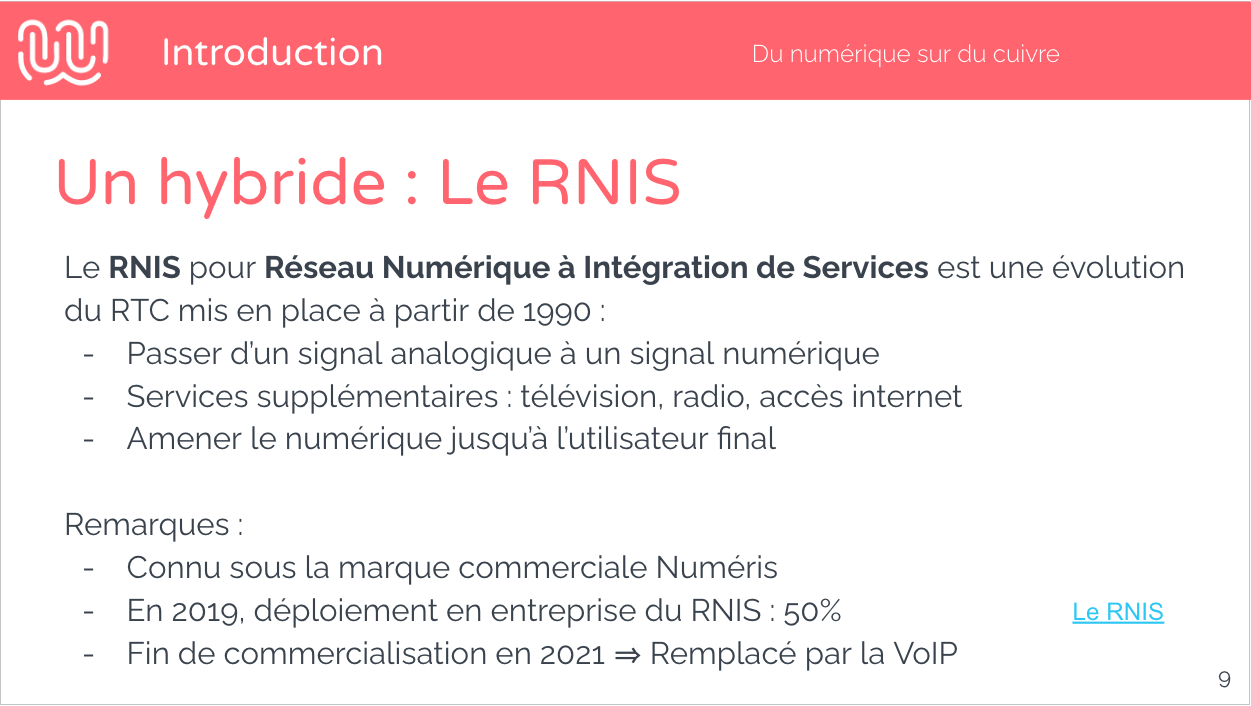 Introduction
Du numérique sur du cuivre
Un hybride : Le RNIS
Le RNIS pour Réseau Numérique à Intégration de Services est une évolution
du RTC mis en place à partir de 1990 :
- Passer d’un signal analogique à un signal numérique
- Services supplémentaires : télévision, radio, accès internet
- Amener le numérique jusqu’à l’utilisateur final
Remarques :
- Connu sous la marque commerciale Numéris
- En 2019, déploiement en entreprise du RNIS : 50%
Le RNIS
- Fin de commercialisation en 2021 ⇒ Remplacé par la VoIP
9